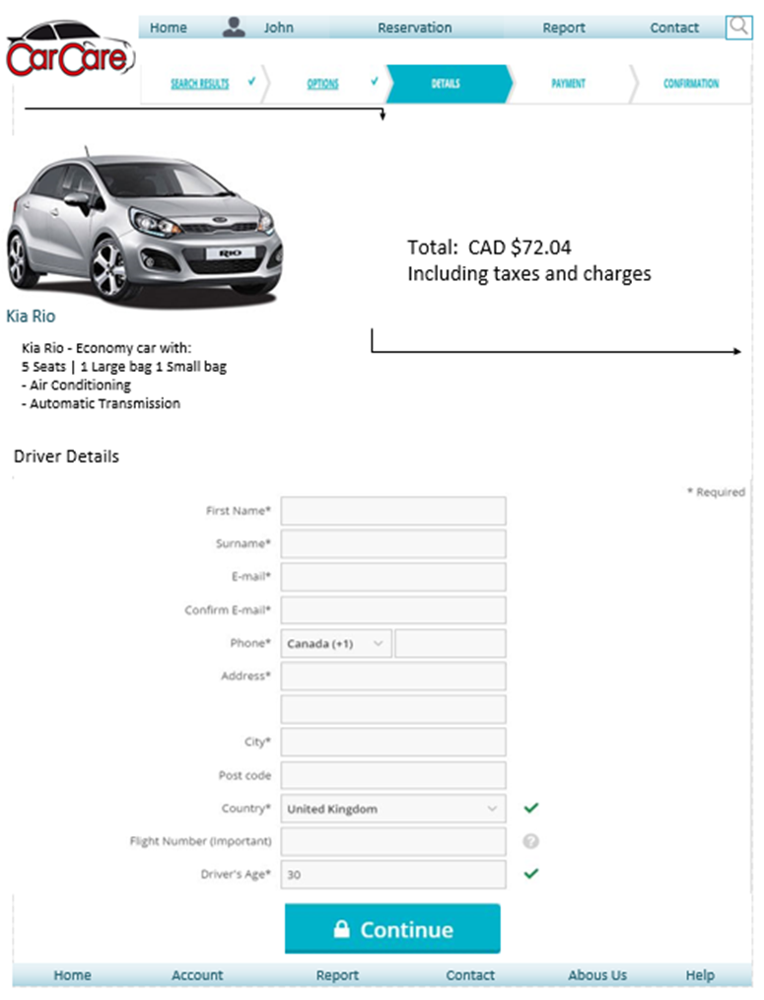 CarCare
Home John Reservation Report Contact
SEARCH RESULTS OPTIONS DETAILS PAYMENT CONFIRMATION
RIO
Total: CAD $72.04
Including taxes and charges
Kia Rio
Kia Rio - Economy car with:
5 Seats | 1 Large bag 1 Small bag
- Air Conditioning
- Automatic Transmission
Driver Details
* Required
First Name*
Surname*
E-mail*
Confirm E-mail*
Phone* Canada (+1)
Address*
City*
Post code
Country* United Kingdom
Flight Number (Important) ?
Driver's Age* 30
Continue
Home Account Report Contact Abous Us Help